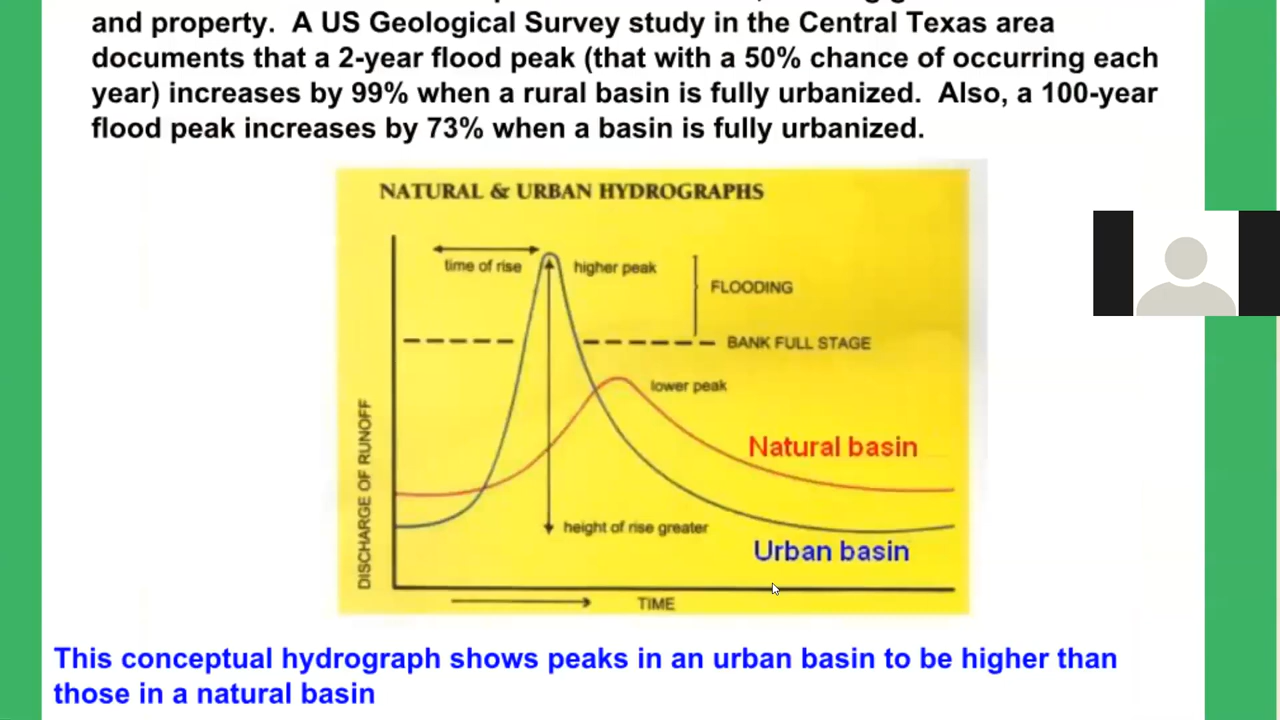 and property. A US Geological Survey study in the Central Texas area
documents that a 2-year flood peak (that with a 50% chance of occurring each
year) increases by 99% when a rural basin is fully urbanized. Also, a 100-year
flood peak increases by 73% when a basin is fully urbanized.
NATURAL & URBAN HYDROGRAPHS
time of rise
higher peak
FLOODING
BANK FULL STAGE
lower peak
DISCHARGE OF RUNOFF
Natural basin
height of rise greater
Urban basin
TIME
This conceptual hydrograph shows peaks in an urban basin to be higher than
those in a natural basin